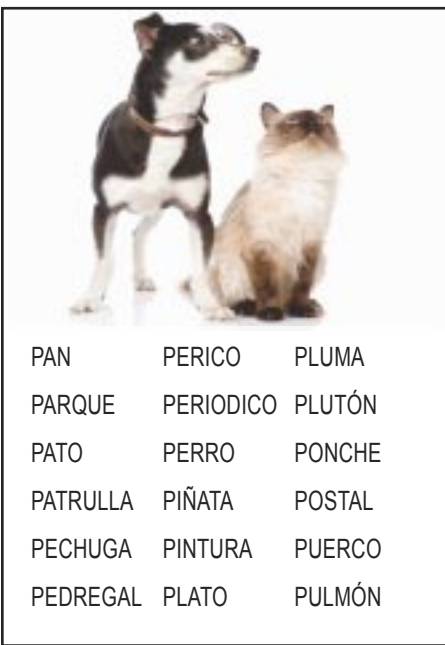 PAN PERICO PLUMA
PARQUE PERIODICO PLUTÓN
PATO PERRO PONCHE
PATRULLA PIÑATA POSTAL
PECHUGA PINTURA PUERCO
PEDREGAL PLATO PULMÓN